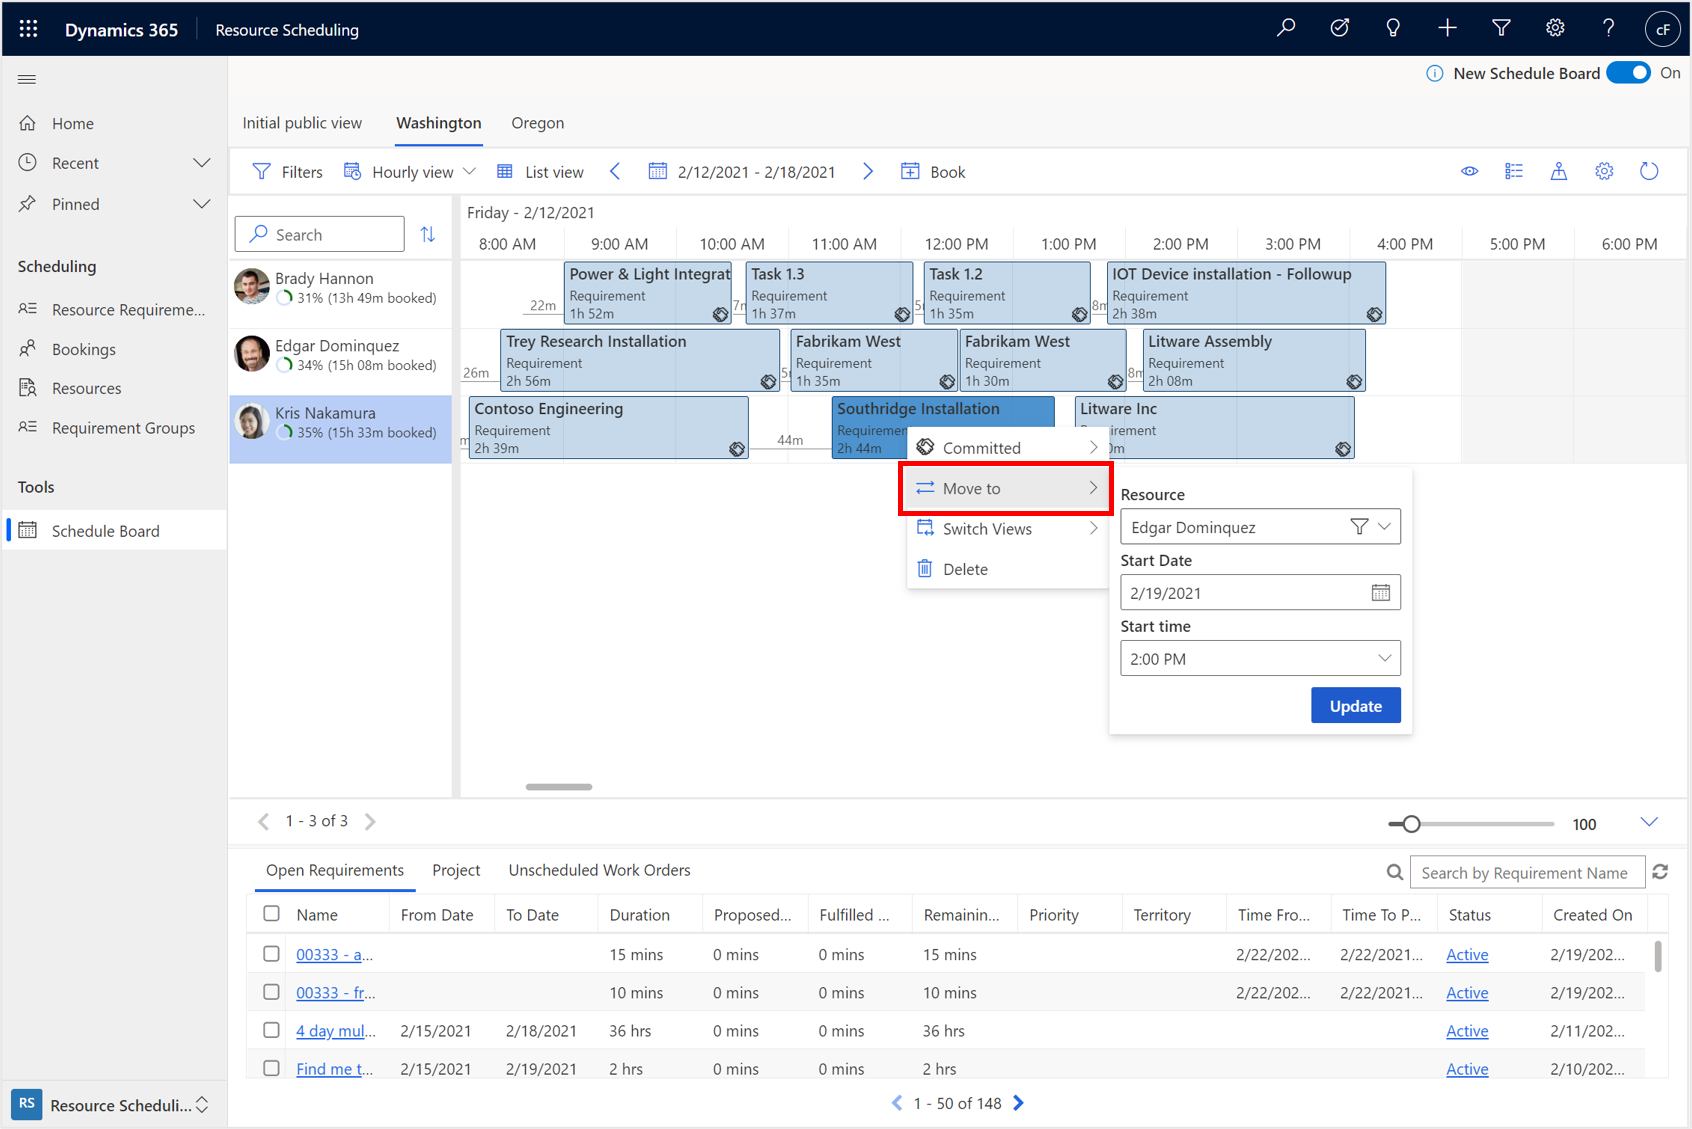 Dynamics 365
Resource Scheduling
cF
New Schedule Board
On
Home
Recent
Pinned
Scheduling
Resource Requireme...
Bookings
Resources
Requirement Groups
Tools
Schedule Board
RS
Resource Scheduli...
Initial public view
Washington
Oregon
Filters
Hourly view
List view
2/12/2021 - 2/18/2021
Book
Search
Friday - 2/12/2021
8:00 AM
9:00 AM
10:00 AM
11:00 AM
12:00 PM
1:00 PM
2:00 PM
3:00 PM
4:00 PM
5:00 PM
6:00 PM
Brady Hannon
31% (13h 49m booked)
22m
Power & Light Integrat
Requirement
1h 52m
7m
Task 1.3
Requirement
1h 37m
Task 1.2
Requirement
1h 35m
8m
IOT Device installation - Followup
Requirement
2h 38m
Edgar Dominquez
34% (15h 08m booked)
26m
Trey Research Installation
Requirement
2h 56m
Fabrikam West
Requirement
1h 35m
Fabrikam West
Requirement
1h 30m
8m
Litware Assembly
Requirement
2h 08m
Kris Nakamura
35% (15h 33m booked)
Contoso Engineering
Requirement
2h 39m
44m
Southridge Installation
Requiremen
2h 44m
Litware Inc
irement
0m
Committed
Move to
Switch Views
Delete
Resource
Edgar Dominquez
Start Date
2/19/2021
Start time
2:00 PM
Update
1 - 3 of 3
100
Open Requirements
Project
Unscheduled Work Orders
Search by Requirement Name
Name From Date To Date Duration Proposed... Fulfilled ... Remainin... Priority Territory Time Fro... Time To P... Status Created On
00333 - a... 15 mins 0 mins 0 mins 15 mins 2/22/202... 2/22/2021... Active 2/19/202...
00333 - fr... 10 mins 0 mins 0 mins 10 mins 2/22/202... 2/22/2021... Active 2/19/202...
4 day mul... 2/15/2021 2/18/2021 36 hrs 0 mins 0 mins 36 hrs Active 2/11/202...
Find me t... 2/15/2021 2/19/2021 2 hrs 0 mins 0 mins 2 hrs Active 2/10/202...
1 - 50 of 148